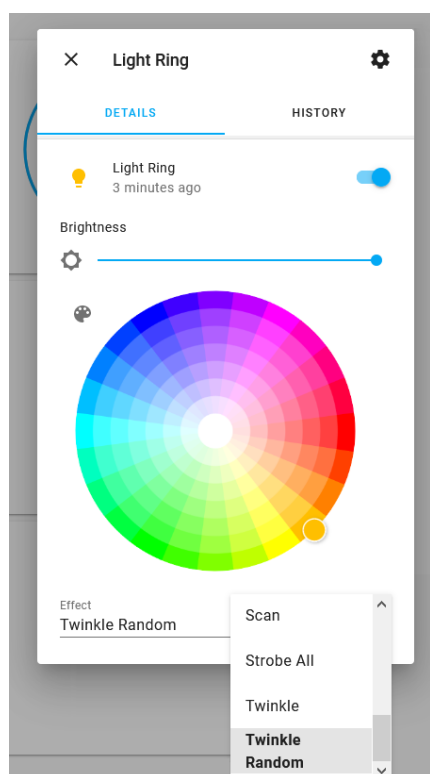 Light Ring
DETAILS
HISTORY
Light Ring
3 minutes ago
Brightness
Effect
Twinkle Random
Scan
Strobe All
Twinkle
Twinkle
Random